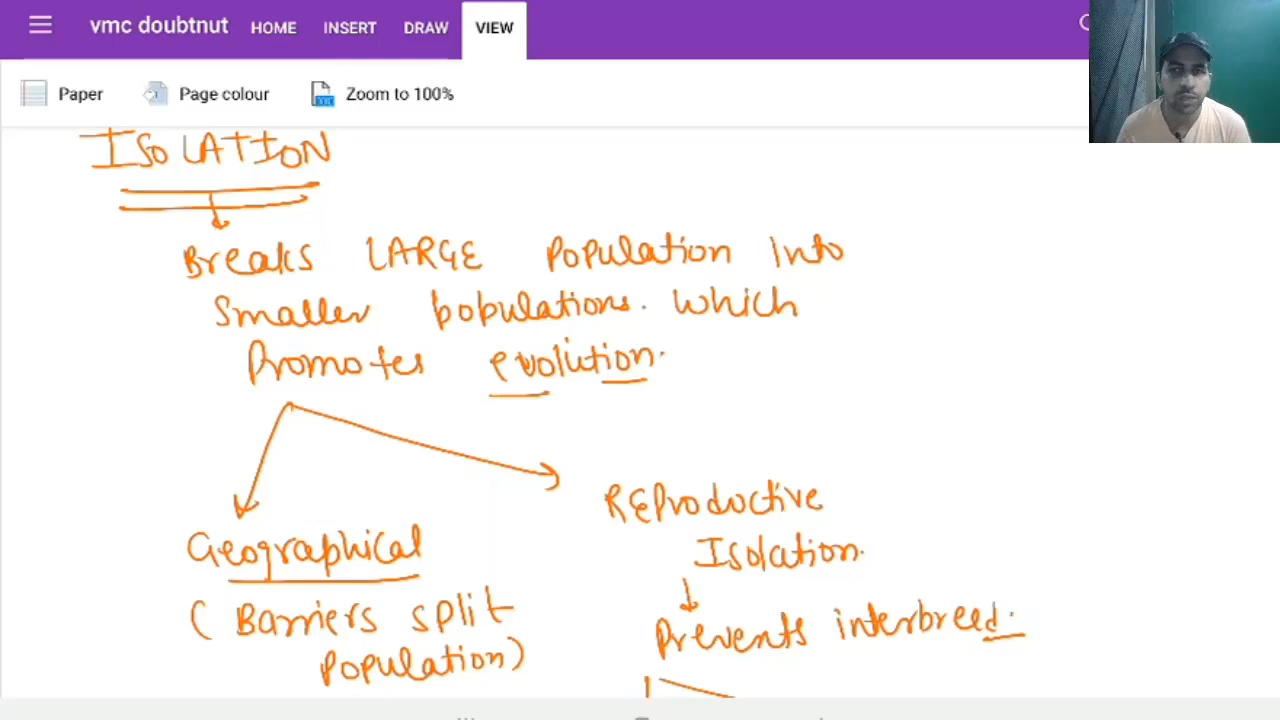 vmc doubtnut HOME INSERT DRAW VIEW
Paper Page colour Zoom to 100%
ISOLATION
Breaks LARGE Population Into
Smaller populations. which
Promotes evolution.
Geographical
(Barriers split
Population)
REProductive
Isolation.
Prevents interbreed.